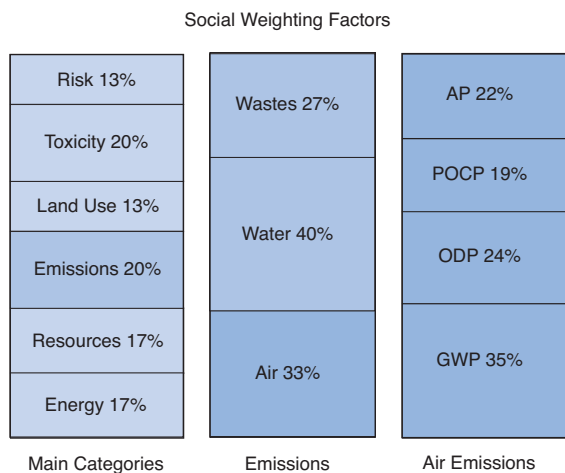 Social Weighting Factors
Risk 13%
Toxicity 20%
Land Use 13%
Emissions 20%
Resources 17%
Energy 17%
Main Categories
Wastes 27%
Water 40%
Air 33%
Emissions
AP 22%
POCP 19%
ODP 24%
GWP 35%
Air Emissions